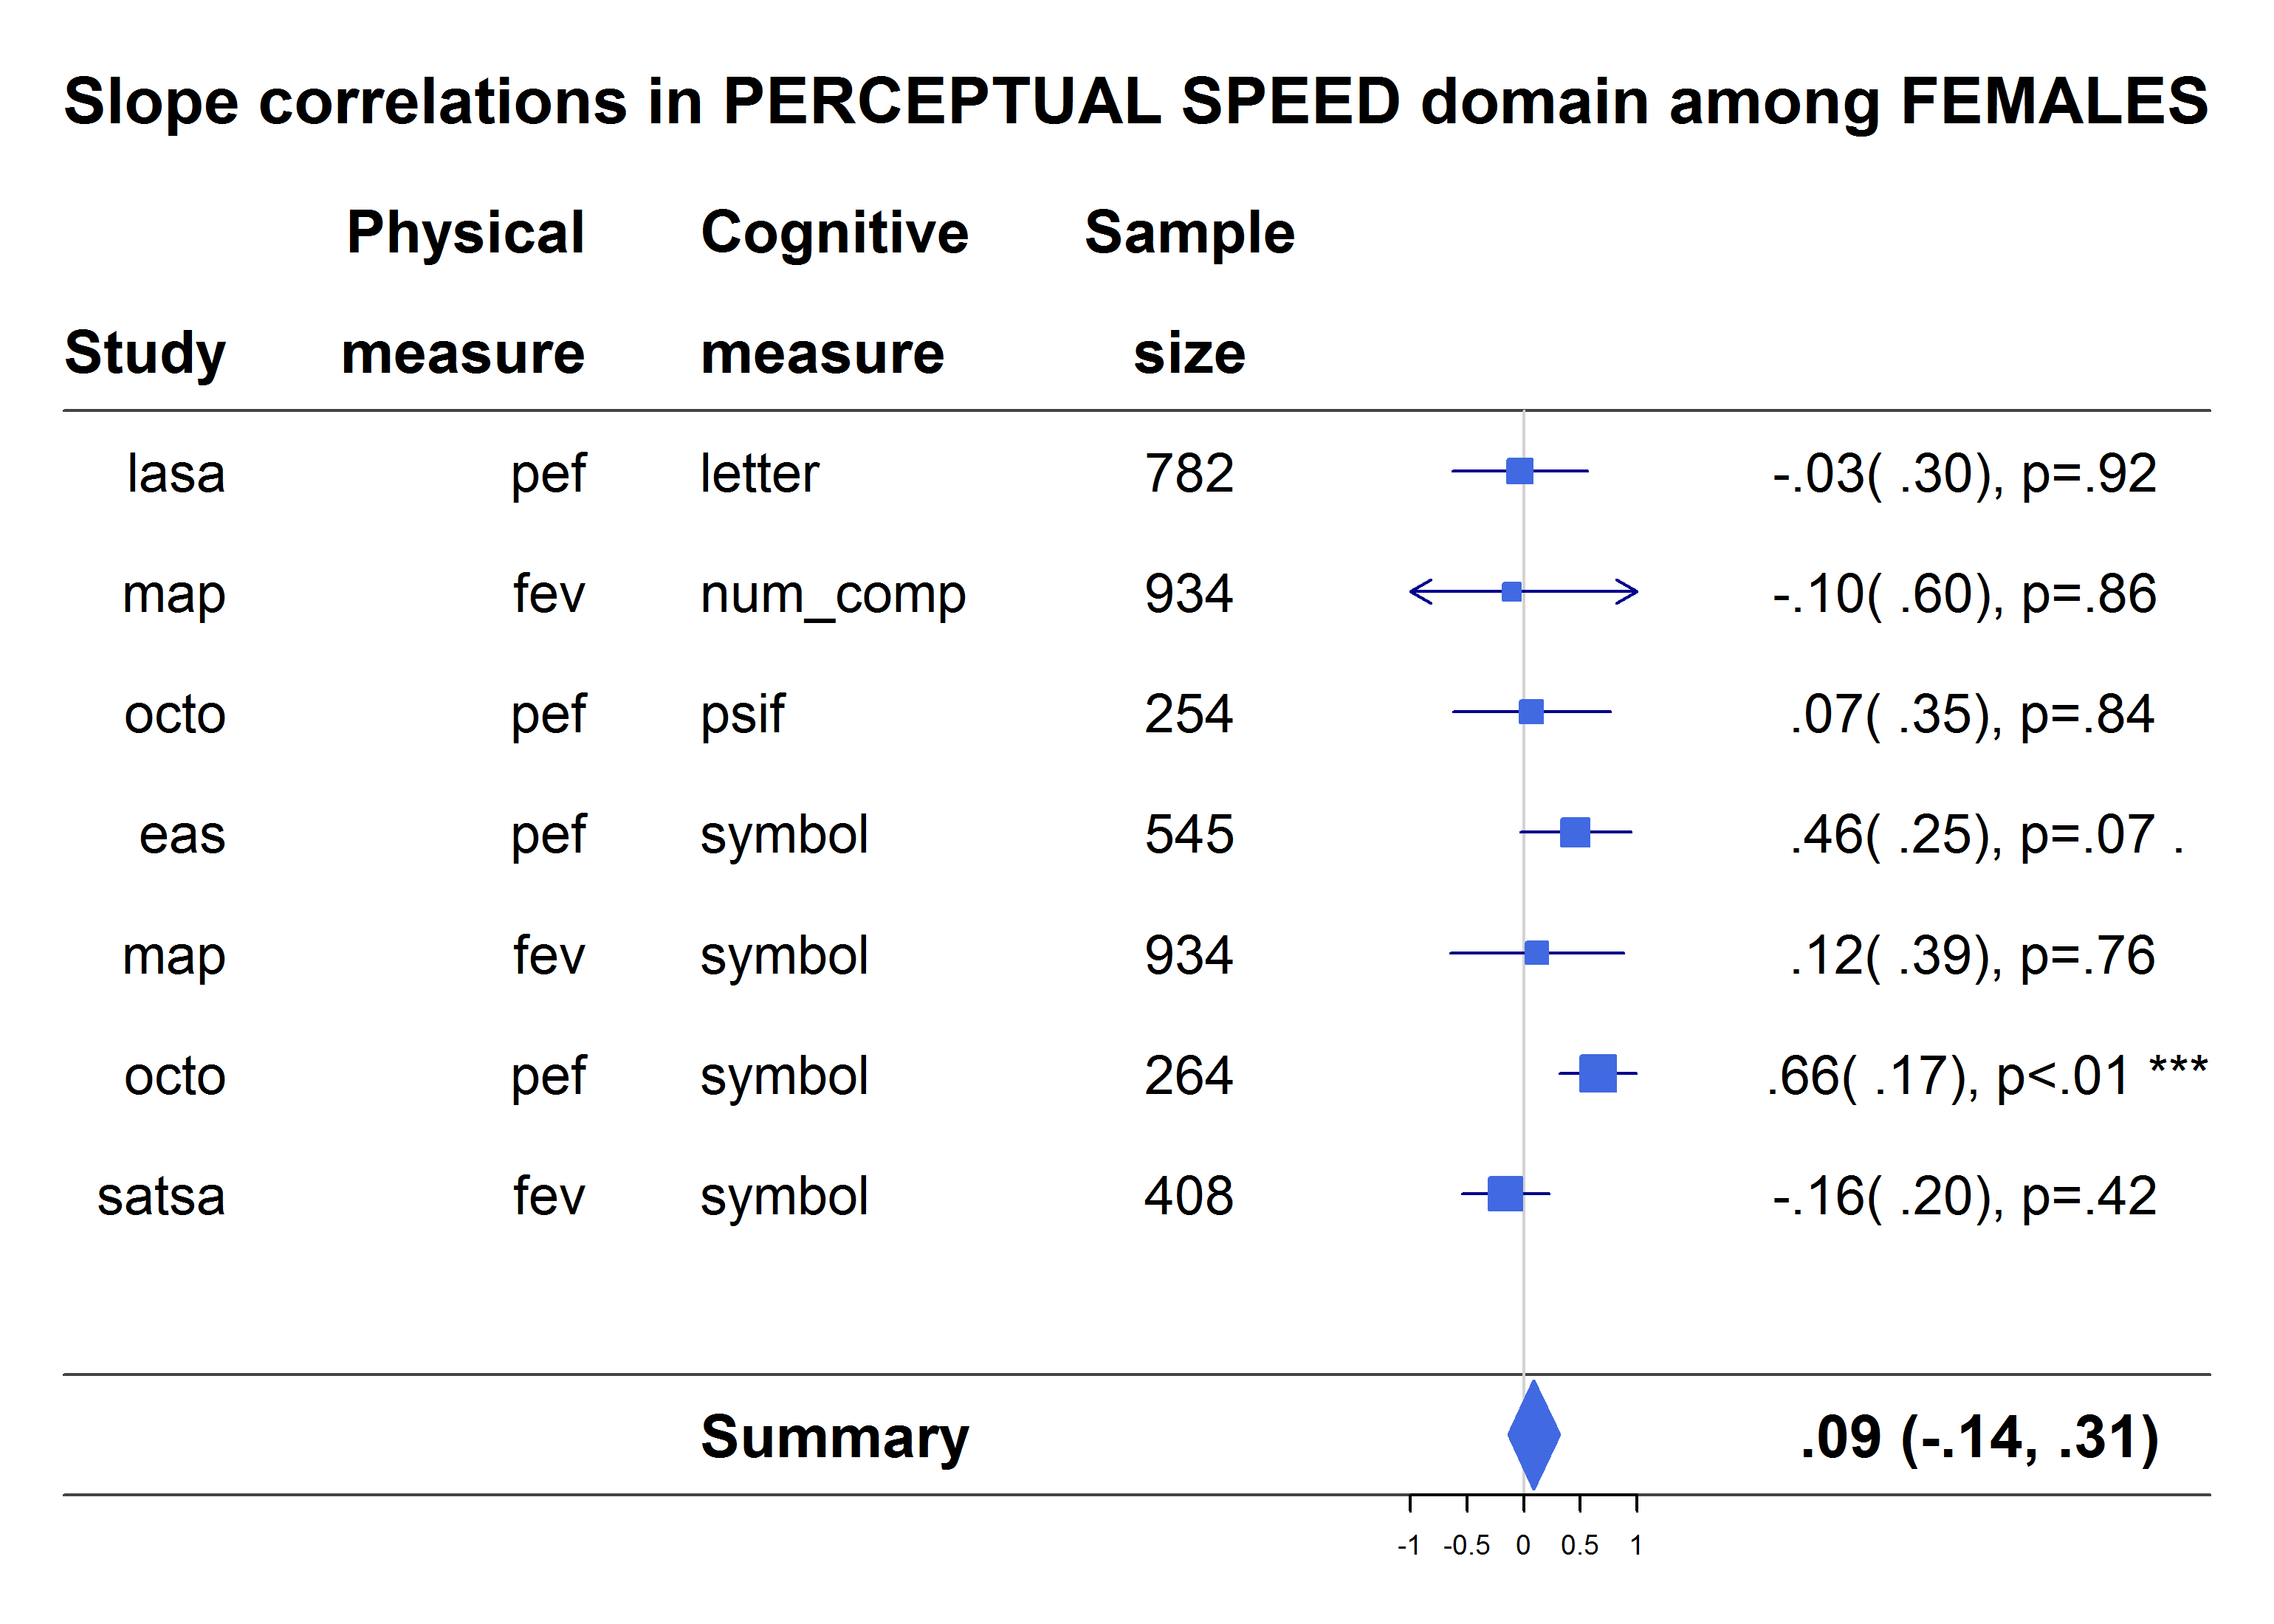 Slope correlations in PERCEPTUAL SPEED domain among FEMALES
Physical Cognitive Sample
Study measure measure size
lasa pef letter 782 -.03( .30), p=.92
map fev num_comp 934 -.10( .60), p=.86
octo pef psif 254 .07( .35), p=.84
eas pef symbol 545 .46( .25), p=.07 .
map fev symbol 934 .12( .39), p=.76
octo pef symbol 264 .66( .17), p<.01 ***
satsa fev symbol 408 -.16( .20), p=.42
Summary .09 (-.14, .31)
-1 -0.5 0 0.5 1